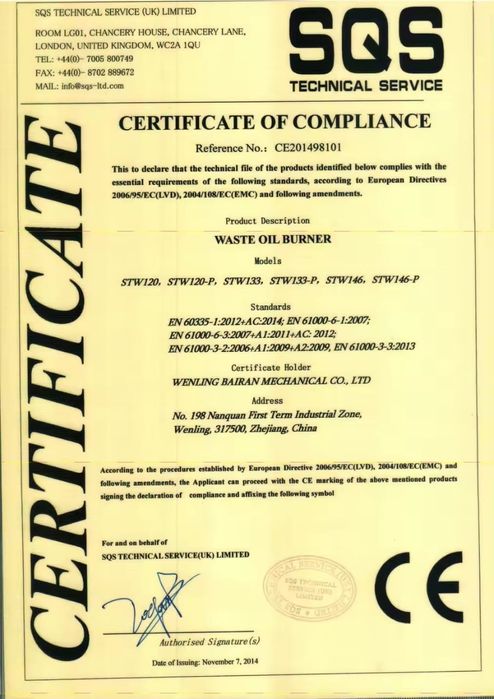 SQS TECHNICAL SERVICE (UK) LIMITED
ROOM LG01, CHANCERY HOUSE, CHANCERY LANE,
LONDON, UNITED KINGDOM, WC2A 1QU
TEL: +44(0)- 7005 800749
FAX: +44(0)- 8702 889672
MAIL: info@sqs-ltd.com
SQS
TECHNICAL SERVICE
CERTIFICATE
CERTIFICATE OF COMPLIANCE
Reference No.: CE201498101
This to declare that the technical file of the products identified below complies with the
essential requirements of the following standards, according to European Directives
2006/95/EC(LVD), 2004/108/EC(EMC) and following amendments.
Product Description
WASTE OIL BURNER
Models
STW120, STW120-P, STW133, STW133-P, STW146, STW146-P
Standards
EN 60335-1:2012+AC:2014; EN 61000-6-1:2007;
EN 61000-6-3:2007+A1:2011+AC: 2012;
EN 61000-3-2:2006+A1:2009+A2:2009, EN 61000-3-3:2013
Certificate Holder
WENLING BAIRAN MECHANICAL CO., LTD
Address
No. 198 Nanquan First Term Industrial Zone,
Wenling, 317500, Zhejiang, China
According to the procedures established by European Directive 2006/95/EC(LVD), 2004/108/EC(EMC) and
following amendments, the Applicant can proceed with the CE marking of the above mentioned products
signing the declaration of compliance and affixing the following symbol
For and on behalf of
SQS TECHNICAL SERVICE(UK) LIMITED
SQS TECHNICAL
LIMITED
CE
Authorised Signature(s)
Date of Issuing: November 7, 2014